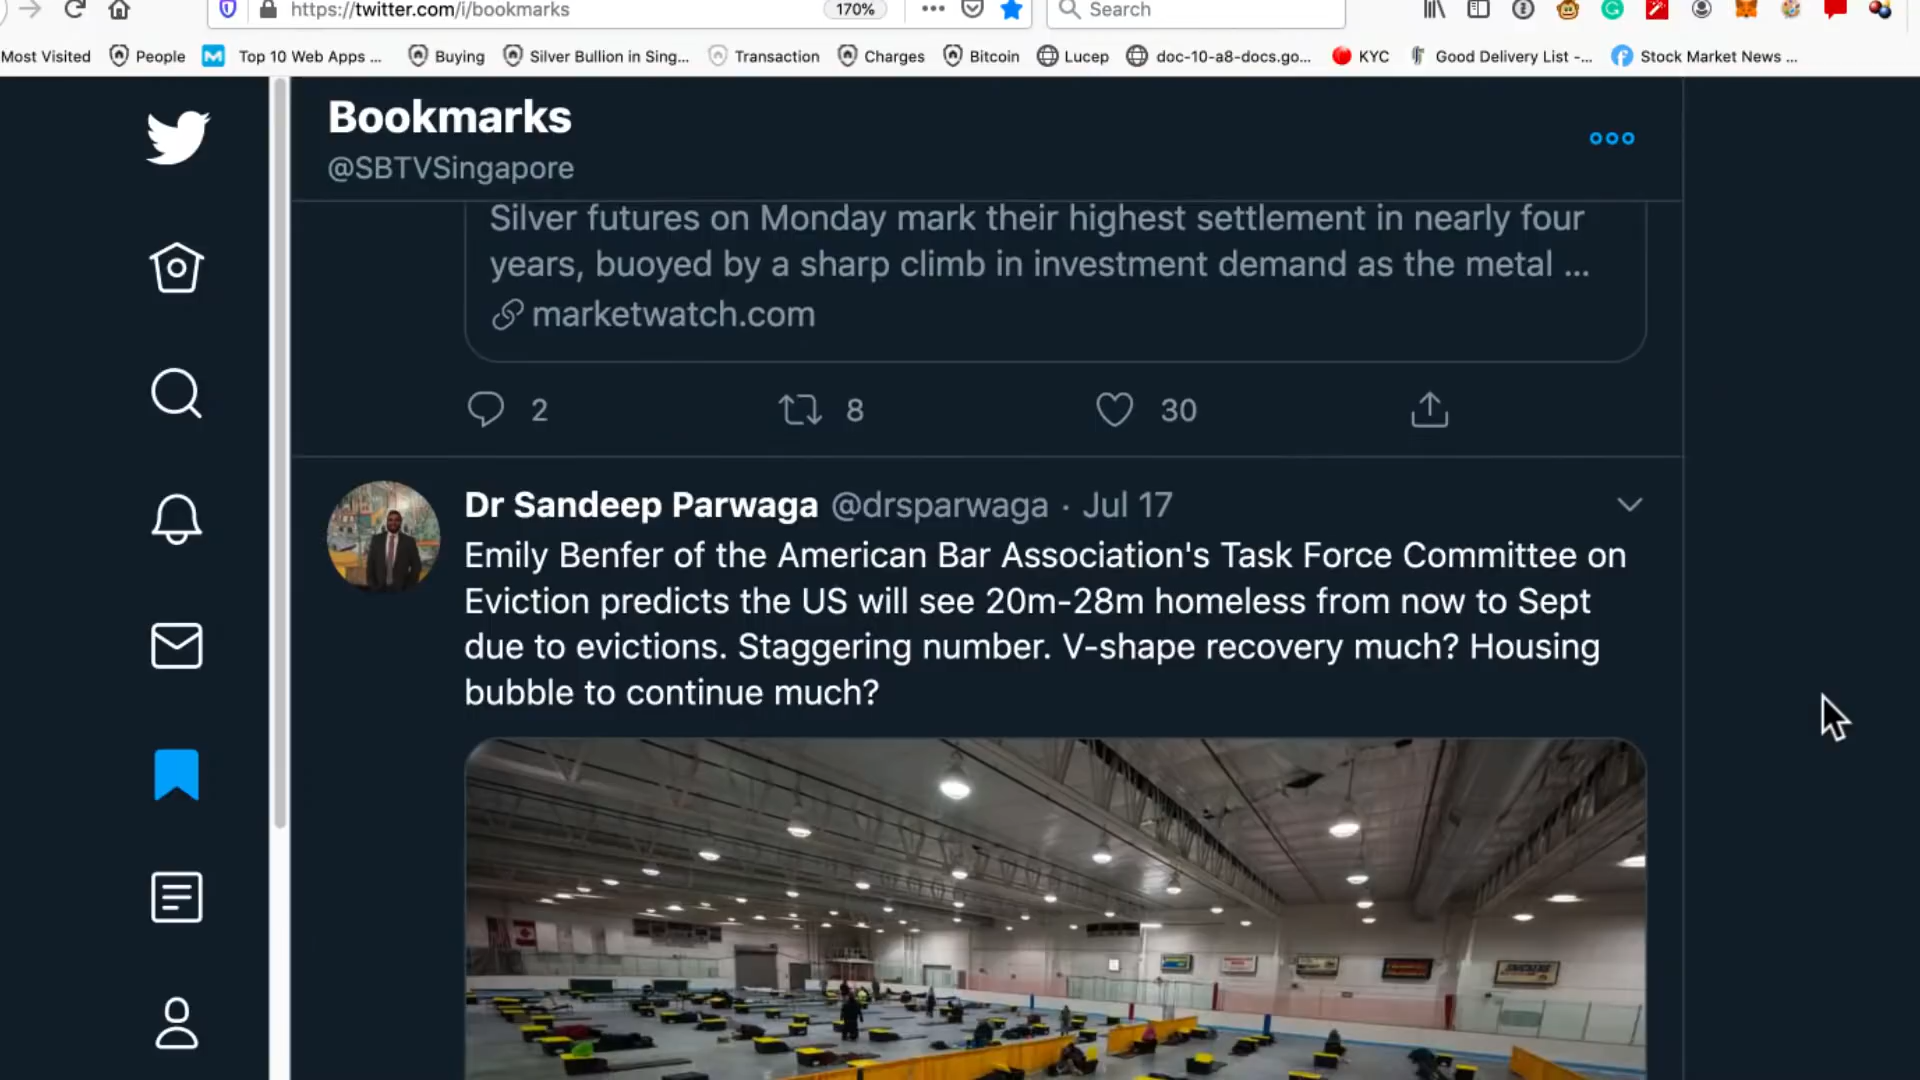 https://twitter.com/i/bookmarks
170%
Search
Most Visited
People
Top 10 Web Apps ...
Buying
Silver Bullion in Sing...
Transaction
Charges
Bitcoin
Lucep
doc-10-a8-docs.go...
KYC
Good Delivery List -...
Stock Market News ...
Bookmarks
@SBTVSingapore
Silver futures on Monday mark their highest settlement in nearly four
years, buoyed by a sharp climb in investment demand as the metal ...
marketwatch.com
2 8 30
Dr Sandeep Parwaga @drsparwaga · Jul 17
Emily Benfer of the American Bar Association's Task Force Committee on
Eviction predicts the US will see 20m-28m homeless from now to Sept
due to evictions. Staggering number. V-shape recovery much? Housing
bubble to continue much?